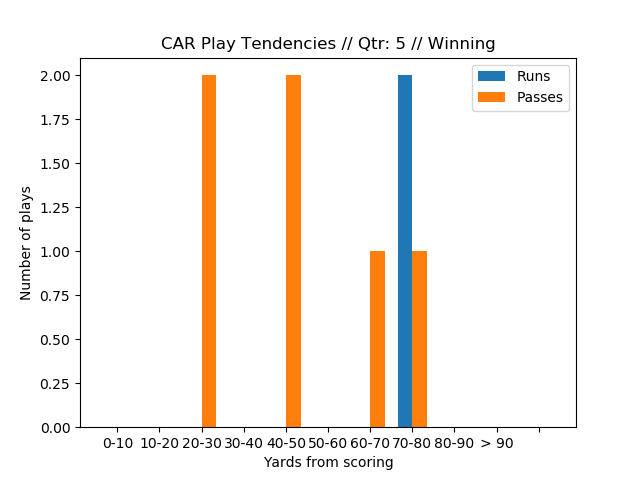 CAR Play Tendencies // Qtr: 5 // Winning
Runs
Passes
2.00
1.75
1.50
1.25
1.00
0.75
0.50
0.25
0.00
Number of plays
0-10 10-20 20-30 30-40 40-50 50-60 60-70 70-80 80-90 > 90
Yards from scoring